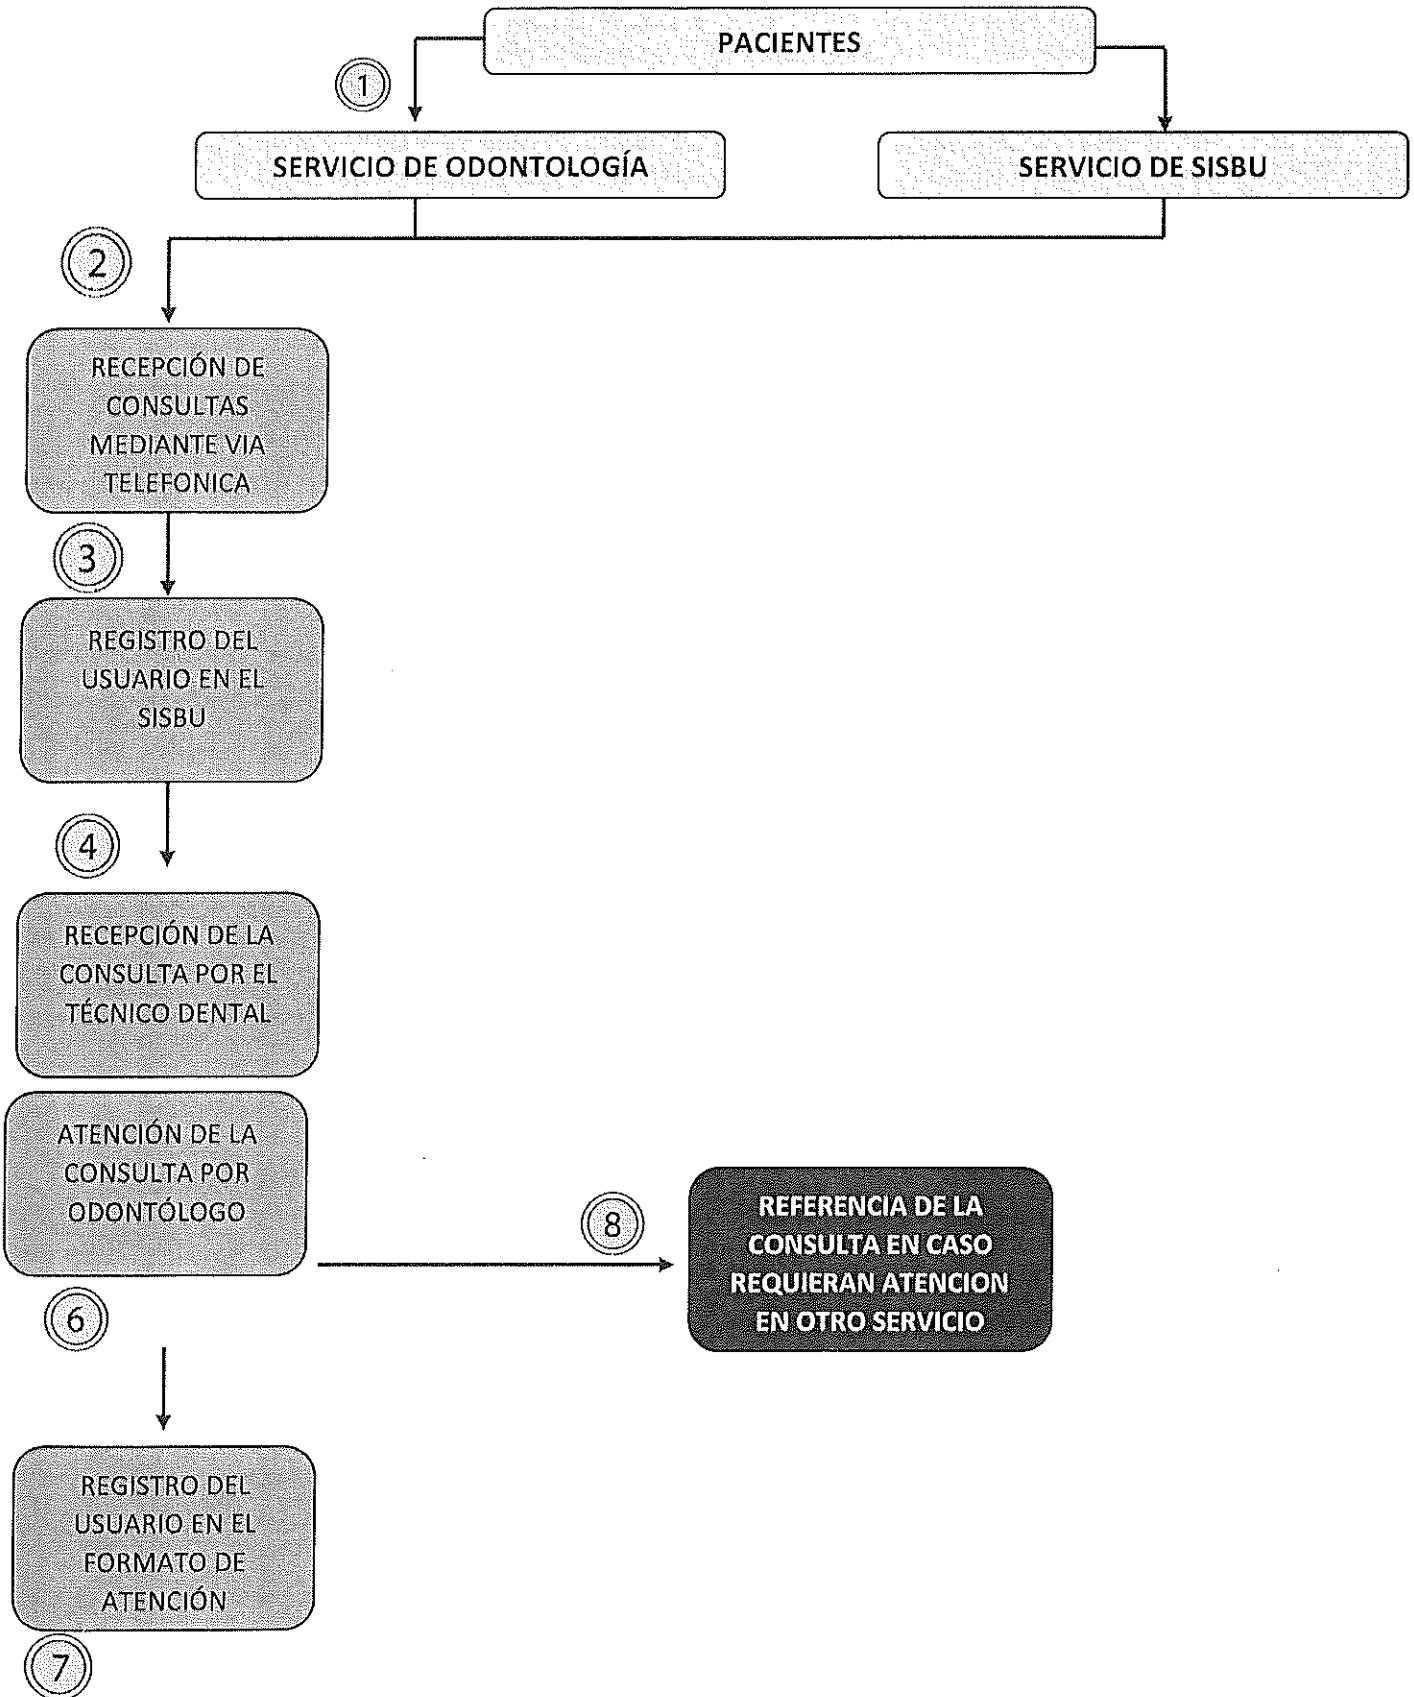 PACIENTES
1
SERVICIO DE ODONTOLOGÍA
SERVICIO DE SISBU
2
RECEPCIÓN DE
CONSULTAS
MEDIANTE VIA
TELEFONICA
3
REGISTRO DEL
USUARIO EN EL
SISBU
4
RECEPCIÓN DE LA
CONSULTA POR EL
TÉCNICO DENTAL
ATENCIÓN DE LA
CONSULTA POR
ODONTÓLOGO
8
REFERENCIA DE LA
CONSULTA EN CASO
REQUIERAN ATENCION
EN OTRO SERVICIO
6
REGISTRO DEL
USUARIO EN EL
FORMATO DE
ATENCIÓN
7